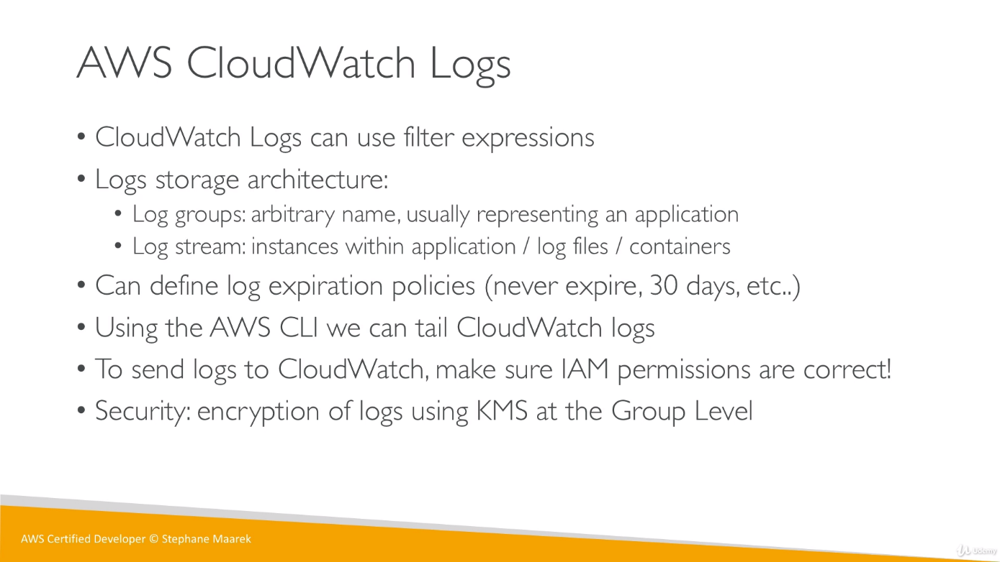 AWS CloudWatch Logs
• CloudWatch Logs can use filter expressions
• Logs storage architecture:
• Log groups: arbitrary name, usually representing an application
• Log stream: instances within application / log files / containers
• Can define log expiration policies (never expire, 30 days, etc..)
• Using the AWS CLI we can tail CloudWatch logs
• To send logs to CloudWatch, make sure IAM permissions are correct!
• Security: encryption of logs using KMS at the Group Level
AWS Certified Developer © Stephane Maarek
Udemy